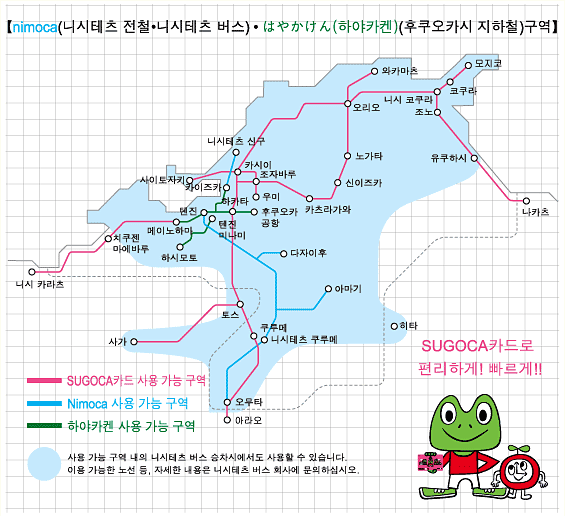 【nimoca(니시테츠 전철•니시테츠 버스) • はやかけん(하야카켄)(후쿠오카시 지하철)구역】
모지코
와카마츠
코쿠라
니시 코쿠라
오리오
조노
니시테츠 신구
카시이
노가타
유쿠하시
조자바루
사이토자키
카이즈카
신이즈카
우미
하카타
카츠라가와
나카츠
텐진
후쿠오카
공항
텐진
미나미
메이노하마
치쿠젠
마에바루
하시모토
다자이후
니시 카라츠
아마기
토스
쿠루메
히타
사가
니시테츠 쿠루메
SUGOCA카드로
편리하게! 빠르게!!
SUGOCA카드 사용 가능 구역
Nimoca 사용 가능 구역
오무타
하야카켄 사용 가능 구역
아라오
사용 가능 구역 내의 니시테츠 버스 승차시에서도 사용할 수 있습니다.
이용 가능한 노선 등, 자세한 내용은 니시테츠 버스 회사에 문의하십시오.